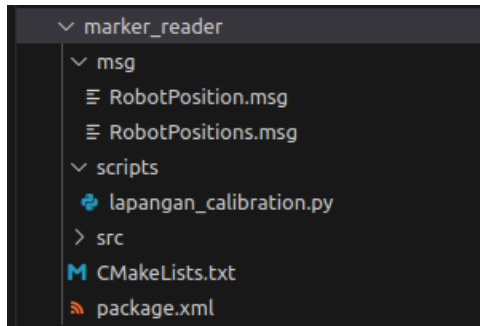 marker_reader
msg
RobotPosition.msg
RobotPositions.msg
scripts
lapangan_calibration.py
src
CMakeLists.txt
package.xml